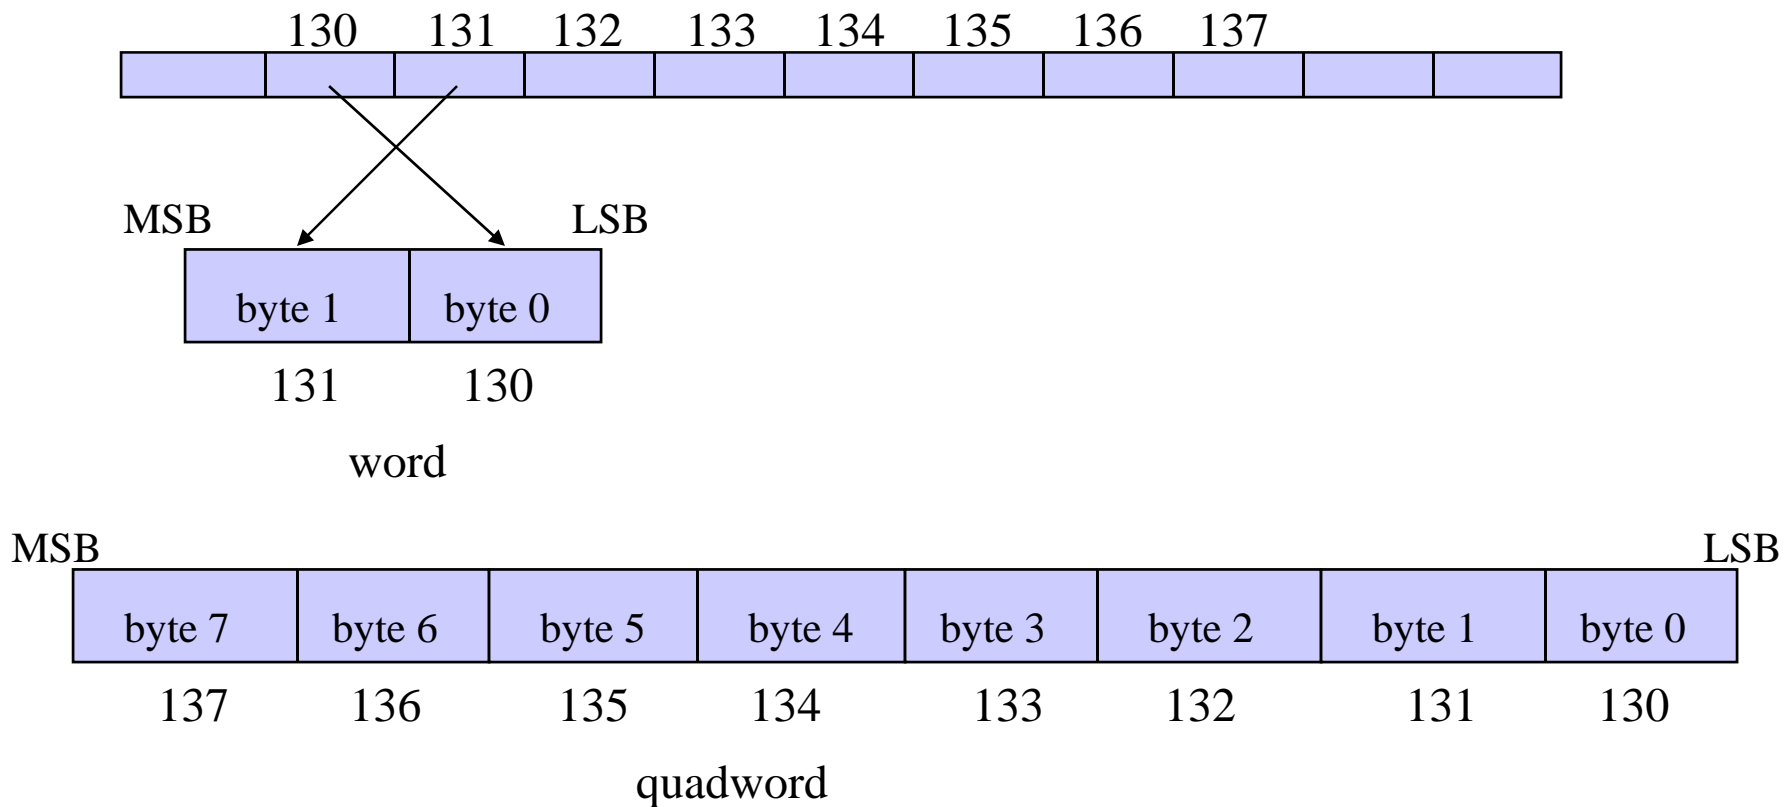 130 131 132 133 134 135 136 137
MSB LSB
byte 1 byte 0
131 130
word
MSB LSB
byte 7 byte 6 byte 5 byte 4 byte 3 byte 2 byte 1 byte 0
137 136 135 134 133 132 131 130
quadword